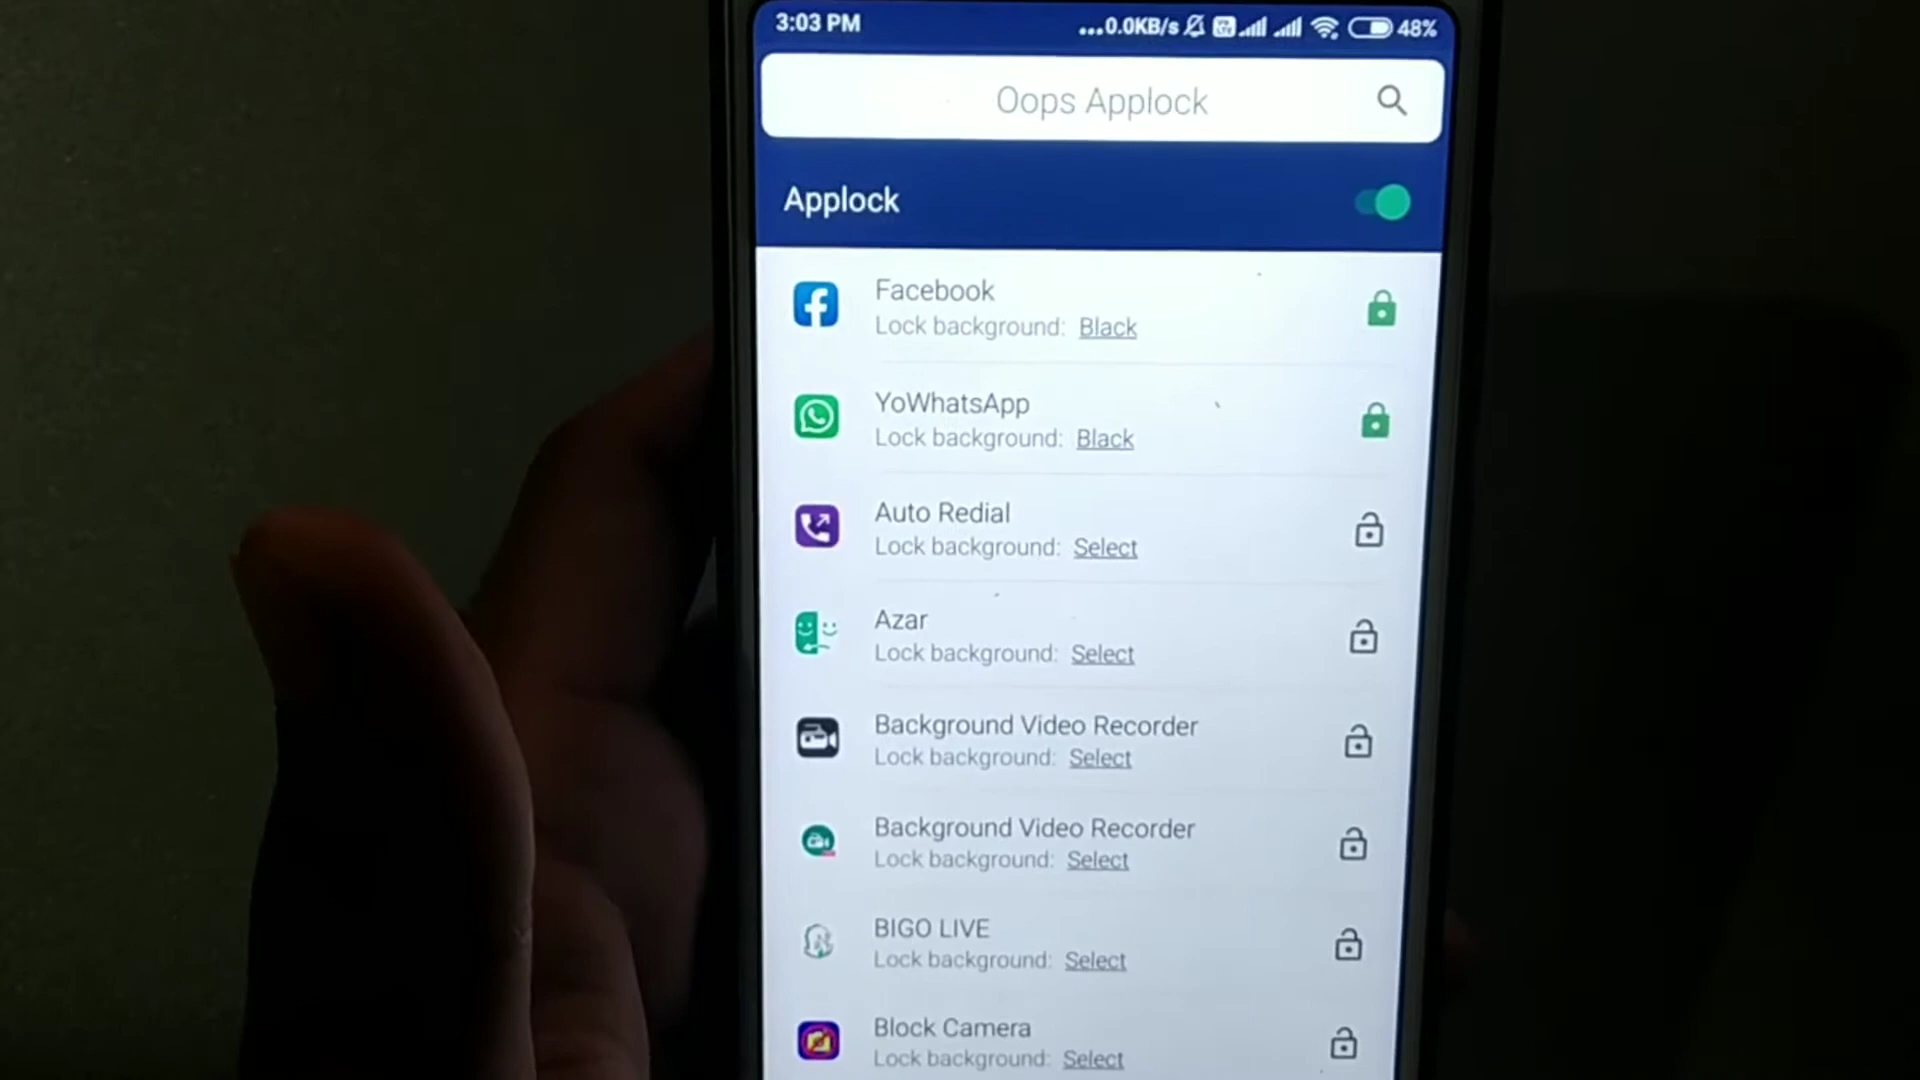 3:03 PM ...0.0KB/s 48%
Oops Applock
Applock
Facebook
Lock background: Black
YoWhatsApp
Lock background: Black
Auto Redial
Lock background: Select
Azar
Lock background: Select
Background Video Recorder
Lock background: Select
Background Video Recorder
Lock background: Select
BIGO LIVE
Lock background: Select
Block Camera
Lock background: Select